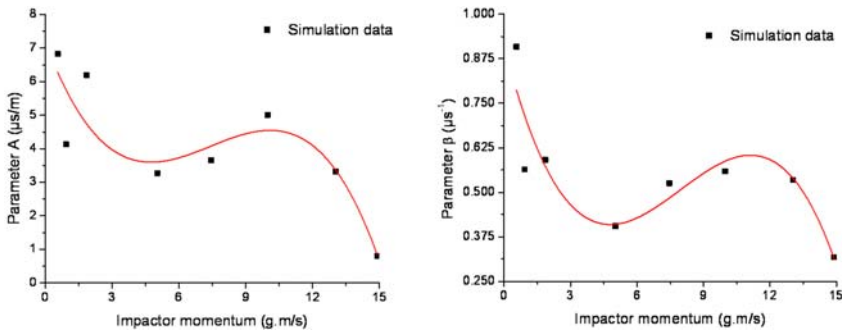 8
7
6
5
4
3
2
1
0
Parameter A (μs/m)
Simulation data
0 3 6 9 12 15
Impactor momentum (g.m/s)
1.000
0.875
0.750
0.625
0.500
0.375
0.250
Parameter β (μs⁻¹)
Simulation data
0 3 6 9 12 15
Impactor momentum (g.m/s)